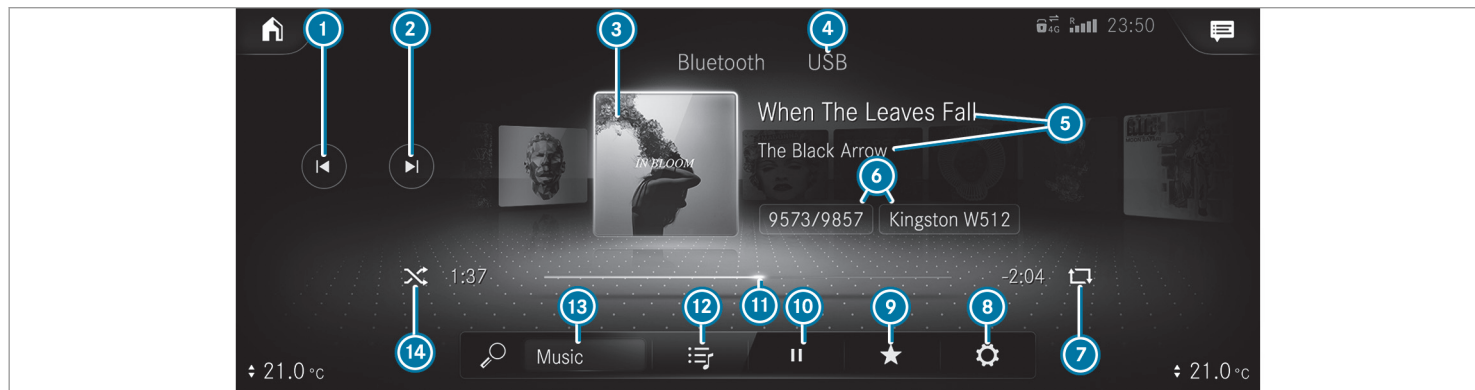 1 2 3 4
4G R 23:50
Bluetooth USB
When The Leaves Fall
5
The Black Arrow
IN BLOOM
6
9573/9857 Kingston W512
1:37 -2:04
13 12 11 10 9 8
14 Music 7
21.0 °C 21.0 °C